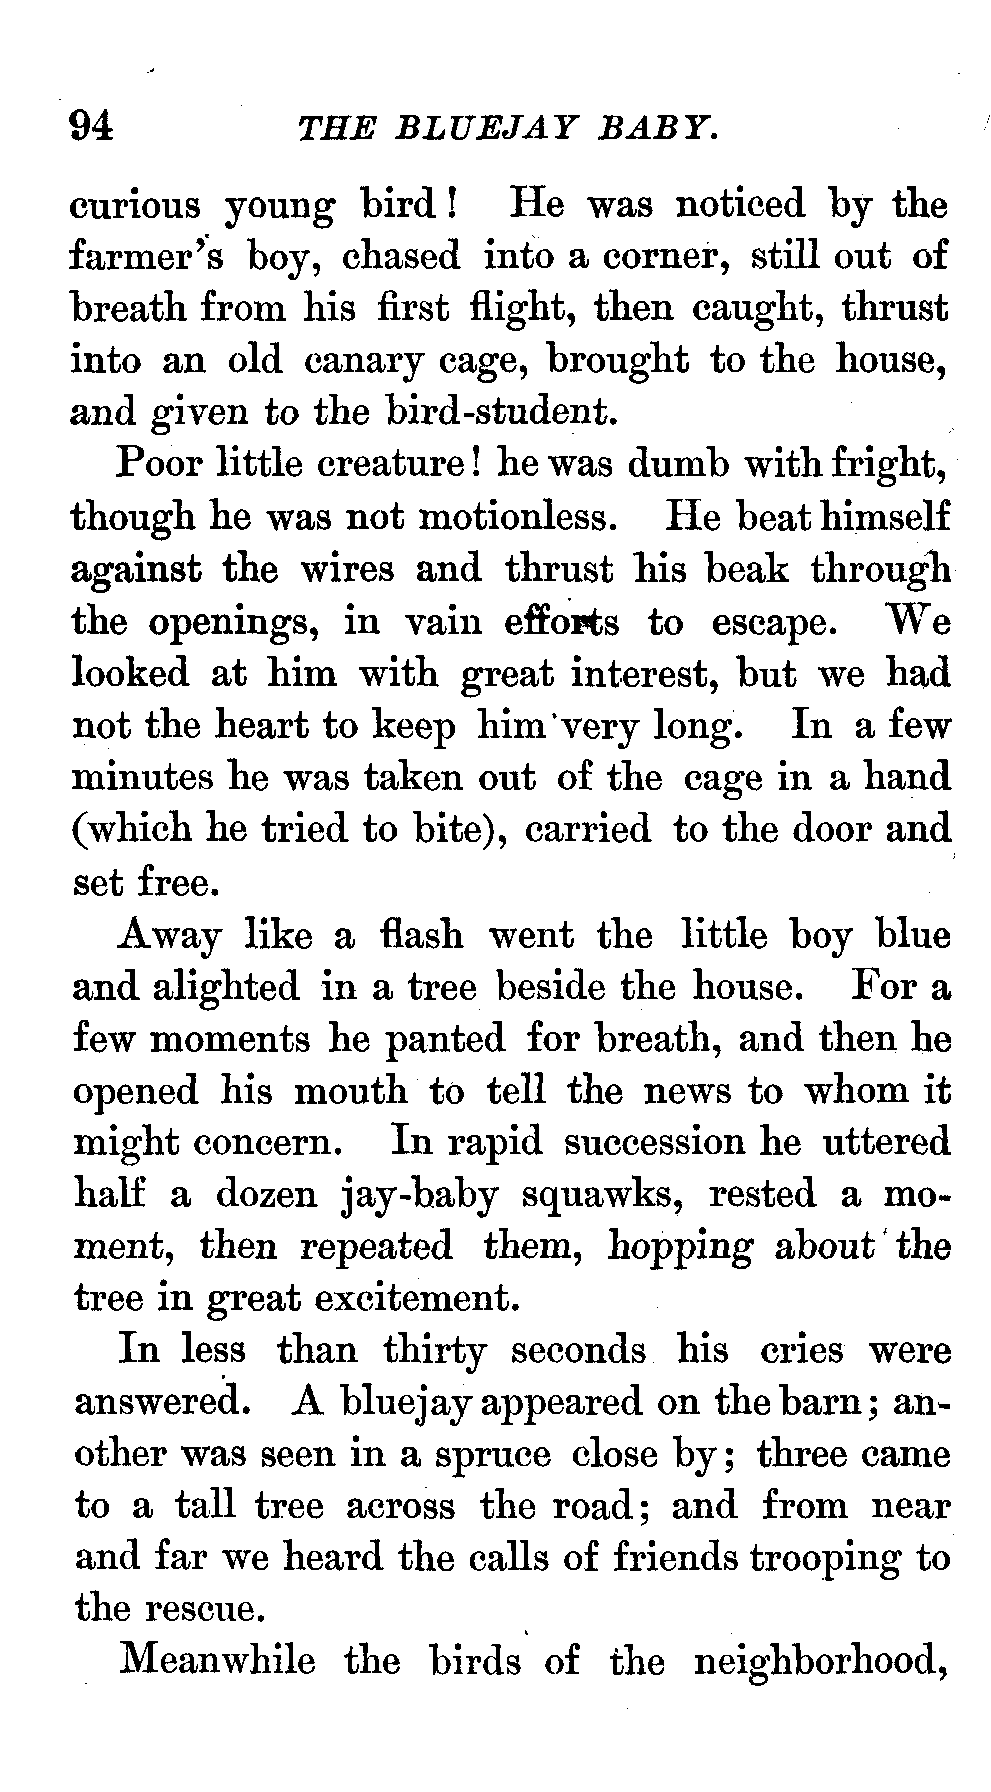 94 THE BLUEJAY BABY.
curious young bird! He was noticed by the
farmer's boy, chased into a corner, still out of
breath from his first flight, then caught, thrust
into an old canary cage, brought to the house,
and given to the bird-student.
Poor little creature! he was dumb with fright,
though he was not motionless. He beat himself
against the wires and thrust his beak through
the openings, in vain efforts to escape. We
looked at him with great interest, but we had
not the heart to keep him very long. In a few
minutes he was taken out of the cage in a hand
(which he tried to bite), carried to the door and
set free.
Away like a flash went the little boy blue
and alighted in a tree beside the house. For a
few moments he panted for breath, and then he
opened his mouth to tell the news to whom it
might concern. In rapid succession he uttered
half a dozen jay-baby squawks, rested a mo-
ment, then repeated them, hopping about the
tree in great excitement.
In less than thirty seconds his cries were
answered. A bluejay appeared on the barn; an-
other was seen in a spruce close by; three came
to a tall tree across the road; and from near
and far we heard the calls of friends trooping to
the rescue.
Meanwhile the birds of the neighborhood,